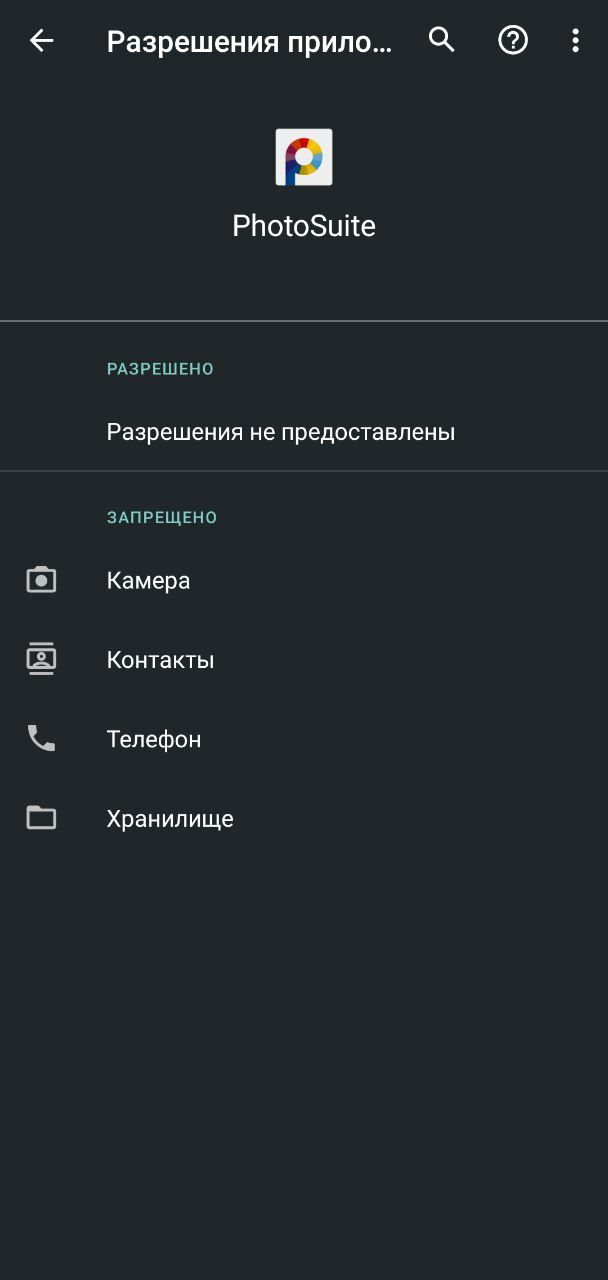 Разрешения прило...
PhotoSuite
РАЗРЕШЕНО
Разрешения не предоставлены
ЗАПРЕЩЕНО
Камера
Контакты
Телефон
Хранилище